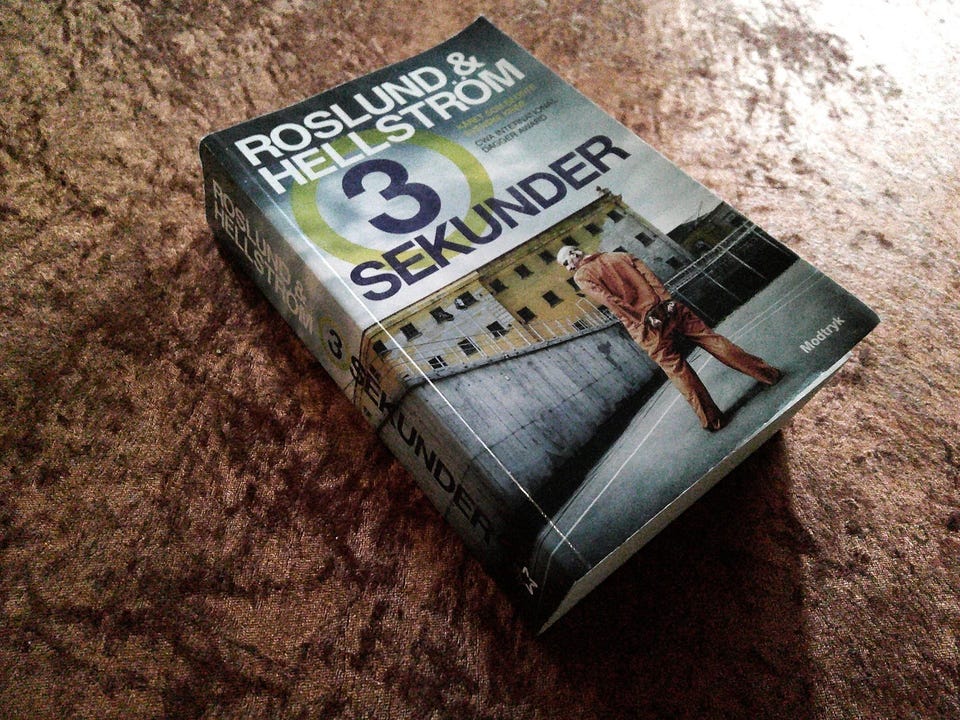 ROSLUND &
HELLSTRÖM
CWA INTERNATIONAL
DAGGER AWARD
3
SEKUNDER
Modtryk
ROSLUND &
HELLSTRÖM
3 SEKUNDER